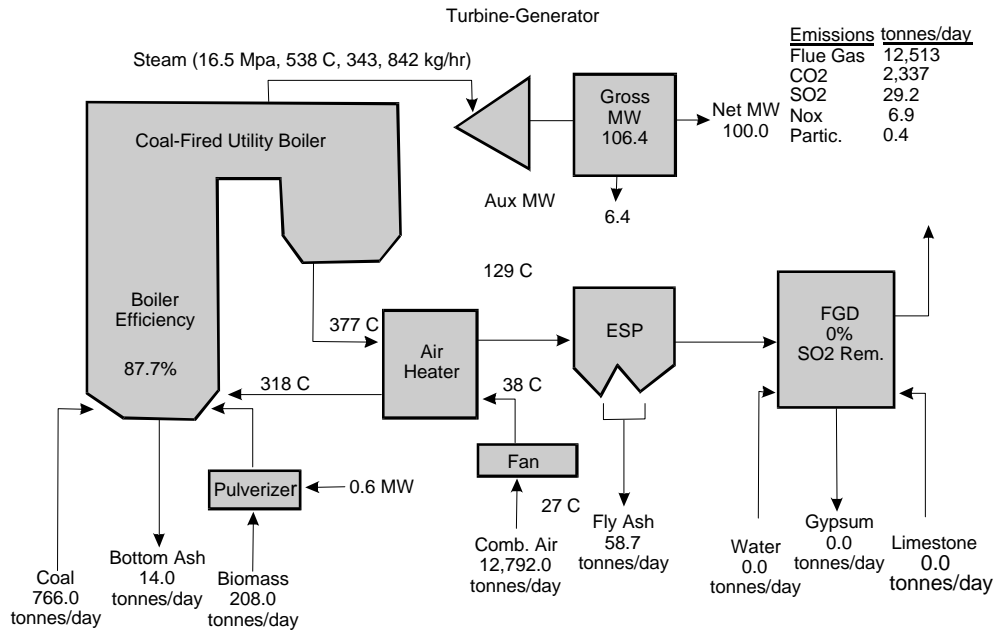 Turbine-Generator
Emissions tonnes/day
Flue Gas 12,513
CO2 2,337
SO2 29.2
Nox 6.9
Partic. 0.4
Steam (16.5 Mpa, 538 C, 343, 842 kg/hr)
Coal-Fired Utility Boiler
Gross
MW
106.4
Net MW
100.0
Aux MW
6.4
129 C
Boiler
Efficiency
87.7%
377 C
Air
Heater
ESP
FGD
0%
SO2 Rem.
318 C
38 C
Fan
Pulverizer
0.6 MW
27 C
Coal
766.0
tonnes/day
Bottom Ash
14.0
tonnes/day
Biomass
208.0
tonnes/day
Comb. Air
12,792.0
tonnes/day
Fly Ash
58.7
tonnes/day
Water
0.0
tonnes/day
Gypsum
0.0
tonnes/day
Limestone
0.0
tonnes/day